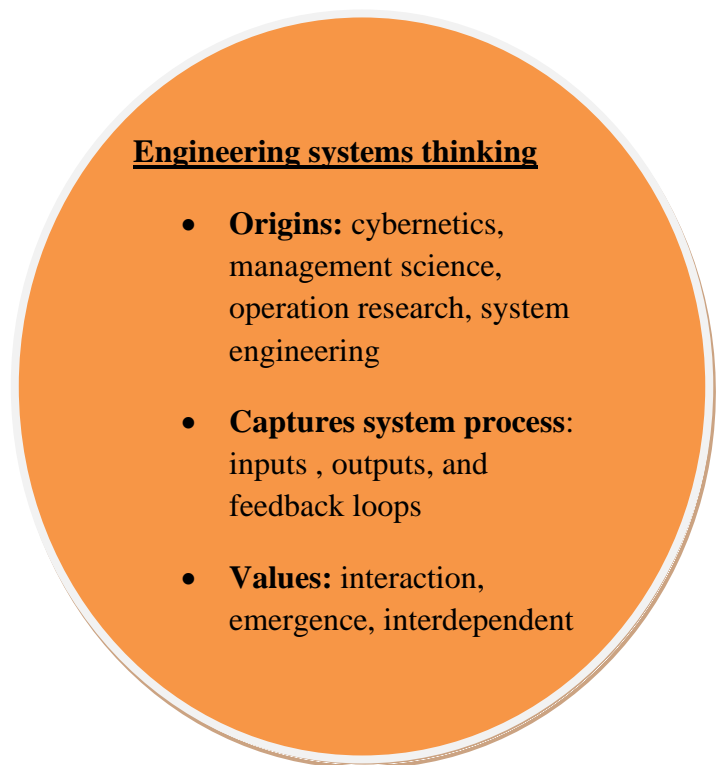 Engineering systems thinking
• Origins: cybernetics,
management science,
operation research, system
engineering
• Captures system process:
inputs , outputs, and
feedback loops
• Values: interaction,
emergence, interdependent